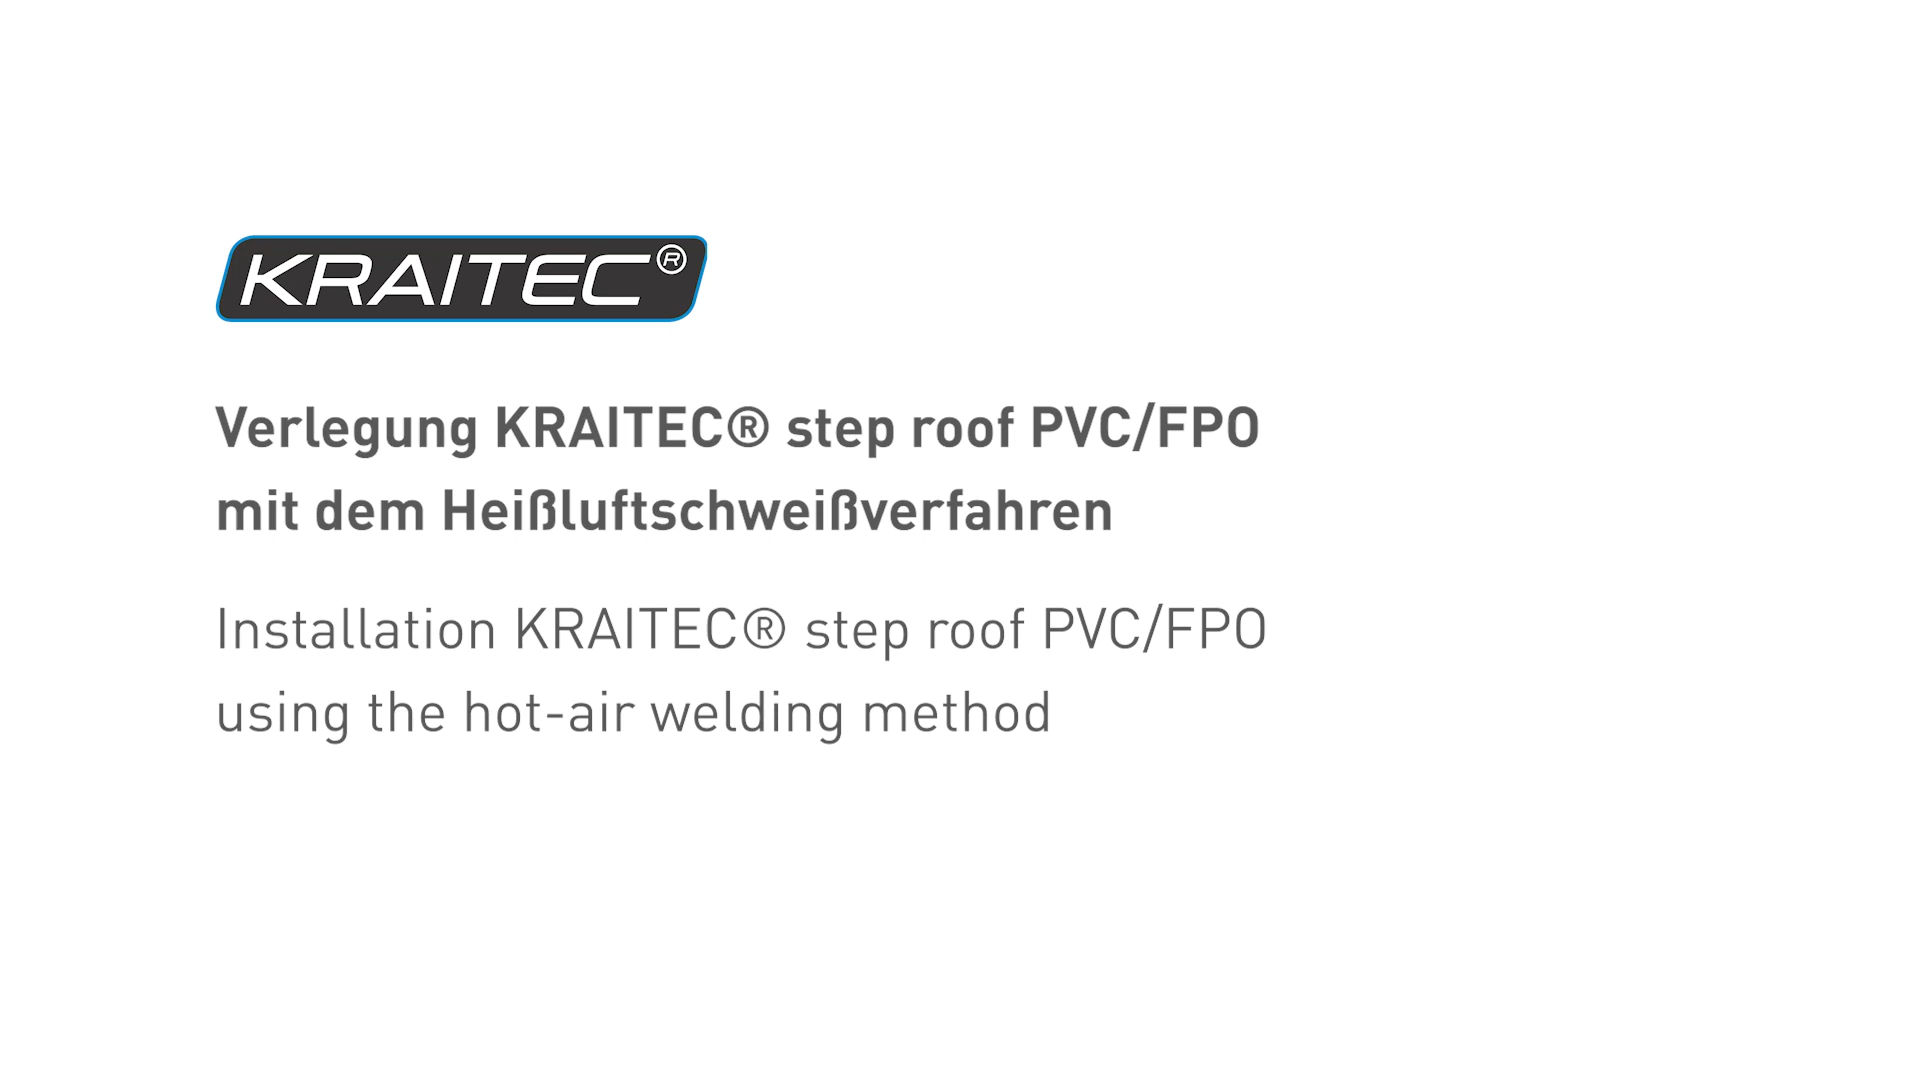 KRAITEC®
Verlegung KRAITEC® step roof PVC/FPO
mit dem Heißluftschweißverfahren
Installation KRAITEC® step roof PVC/FPO
using the hot-air welding method